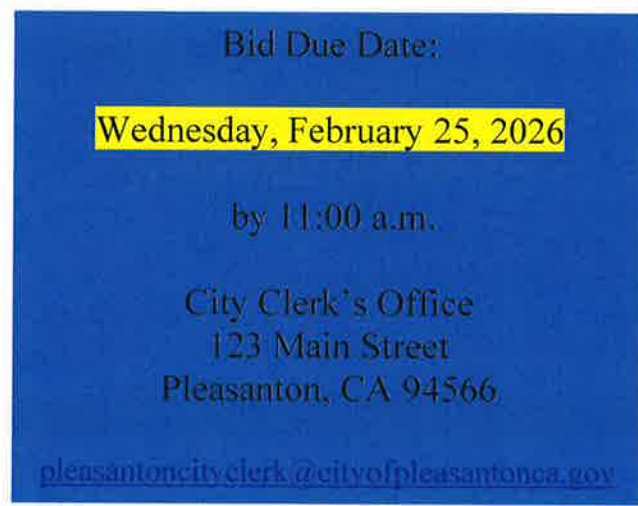 Bid Due Date:
Wednesday, February 25, 2026
by 11:00 a.m.
City Clerk's Office
123 Main Street
Pleasanton, CA 94566
pleasantoncityclerk@cityofpleasantonca.gov